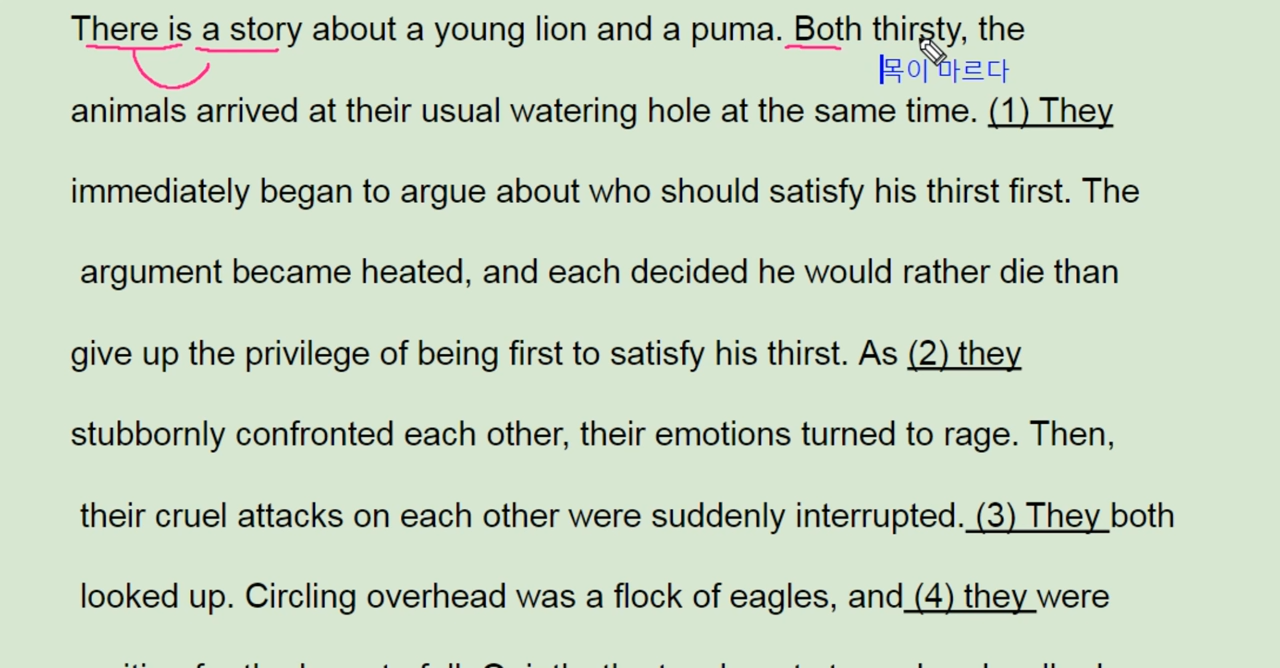 There is a story about a young lion and a puma. Both thirsty, the
목이 마르다
animals arrived at their usual watering hole at the same time. (1) They
immediately began to argue about who should satisfy his thirst first. The
argument became heated, and each decided he would rather die than
give up the privilege of being first to satisfy his thirst. As (2) they
stubbornly confronted each other, their emotions turned to rage. Then,
their cruel attacks on each other were suddenly interrupted. (3) They both
looked up. Circling overhead was a flock of eagles, and (4) they were